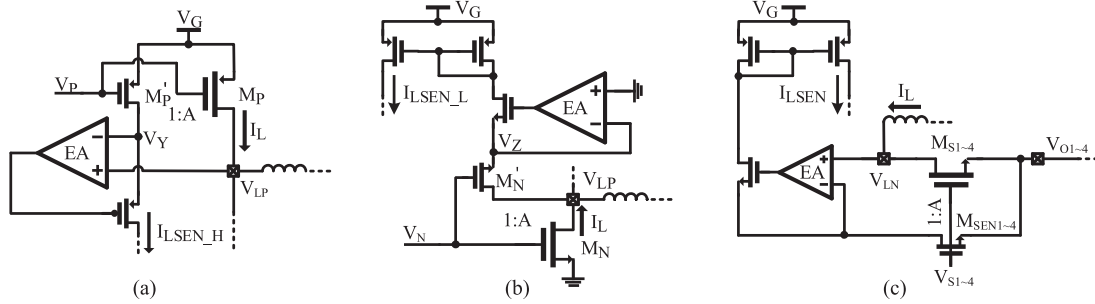 V_G
V_P
M_P'
M_P
1:A
I_L
EA
−
+
V_Y
V_LP
I_LSEN_H
(a)
V_G
I_LSEN_L
EA
+
−
V_Z
M_N'
V_LP
1:A
I_L
V_N
M_N
(b)
V_G
I_LSEN
I_L
M_S1~4
V_O1~4
EA
+
−
V_LN
1:A
M_SEN1~4
V_S1~4
(c)